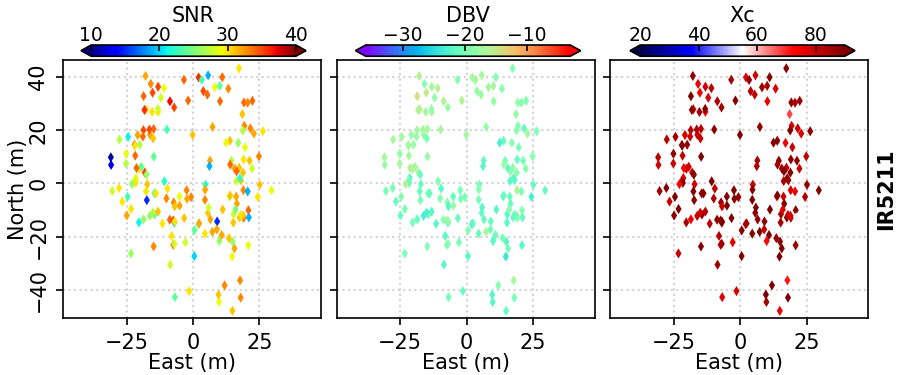 SNR DBV Xc
10 20 30 40 −30 −20 −10 20 40 60 80
40
20
0
−20
−40
North (m)
IR5211
−25 0 25 −25 0 25 −25 0 25
East (m) East (m) East (m)